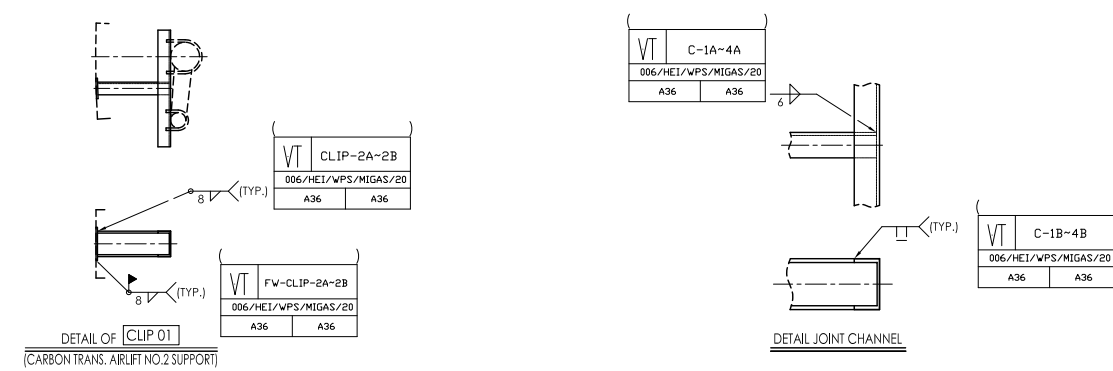 VT CLIP-2A~2B
006/HEI/WPS/MIGAS/20
A36 A36
8 (TYP.)
VT FW-CLIP-2A~2B
006/HEI/WPS/MIGAS/20
A36 A36
8 (TYP.)
DETAIL OF CLIP 01
(CARBON TRANS. AIRLIFT NO.2 SUPPORT)
VT C-1A~4A
006/HEI/WPS/MIGAS/20
A36 A36
6
(TYP.)
VT C-1B~4B
006/HEI/WPS/MIGAS/20
A36 A36
DETAIL JOINT CHANNEL